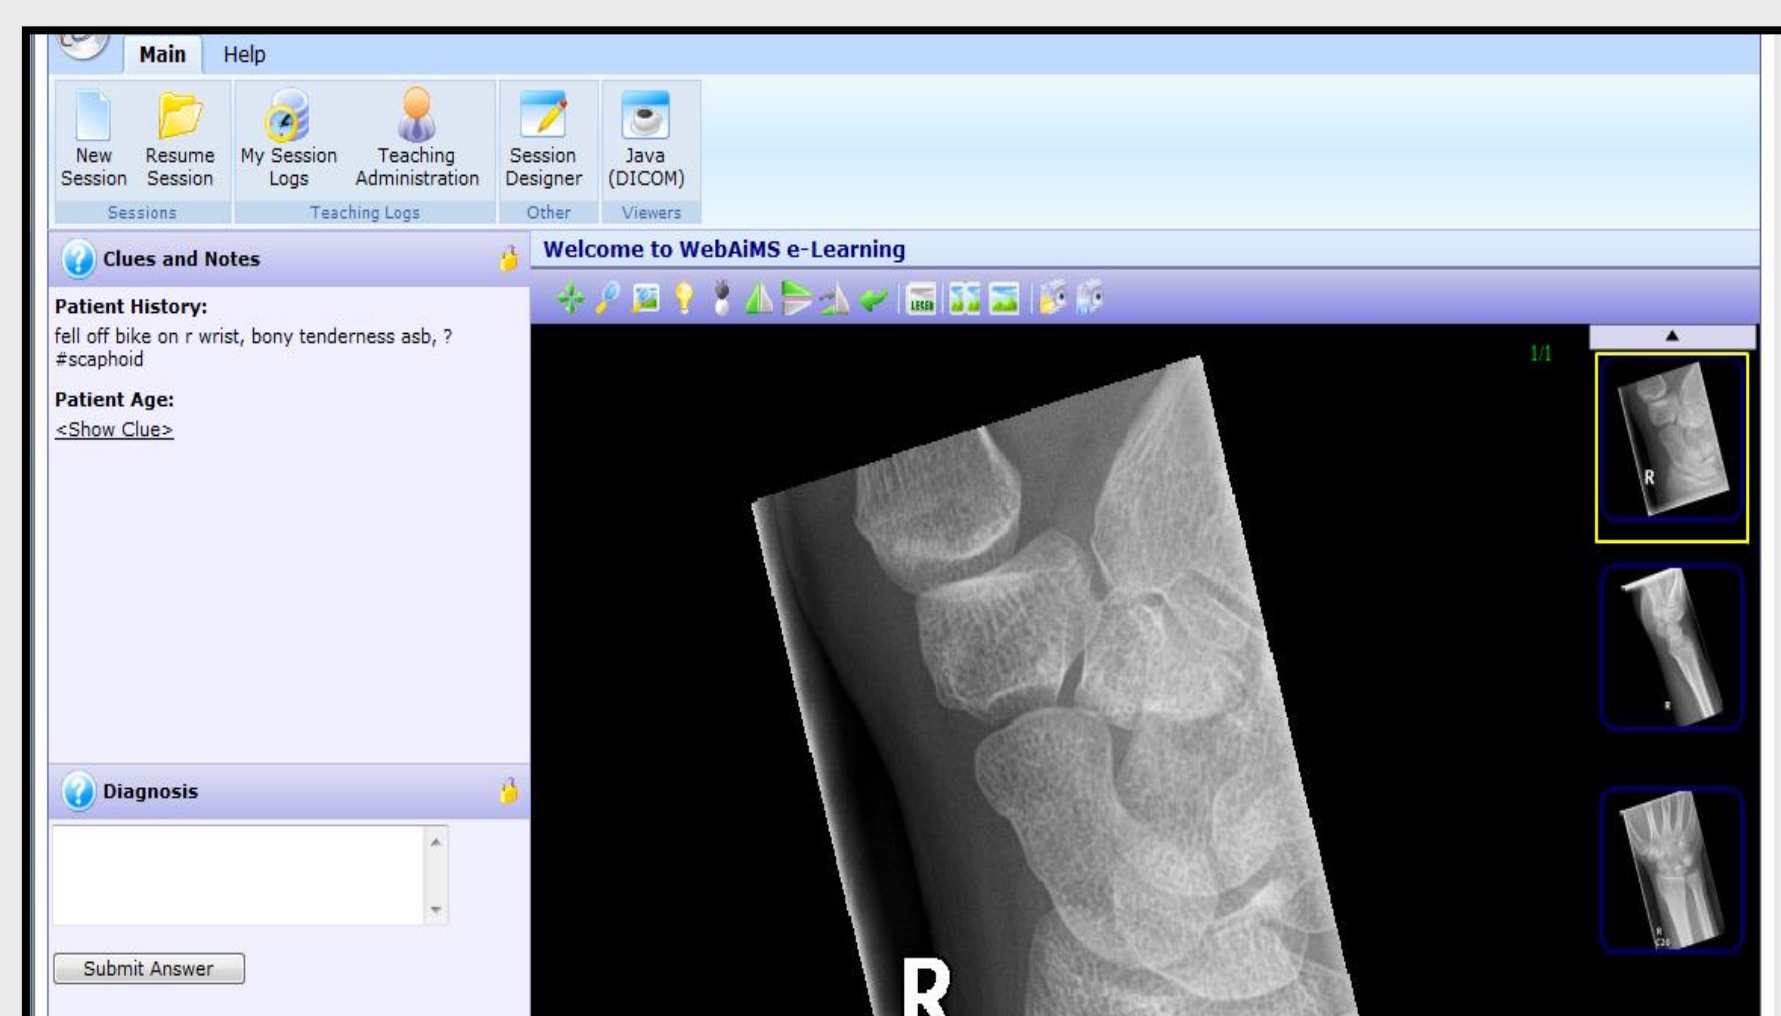 Main Help
New Session
Resume Session
My Session Logs
Teaching Administration
Session Designer
Java (DICOM)
Sessions
Teaching Logs
Other
Viewers
Clues and Notes
Welcome to WebAiMS e-Learning
Patient History:
fell off bike on r wrist, bony tenderness asb, ?
#scaphoid
Patient Age:
<Show Clue>
1/1
R
R
R
C20
Diagnosis
Submit Answer
R